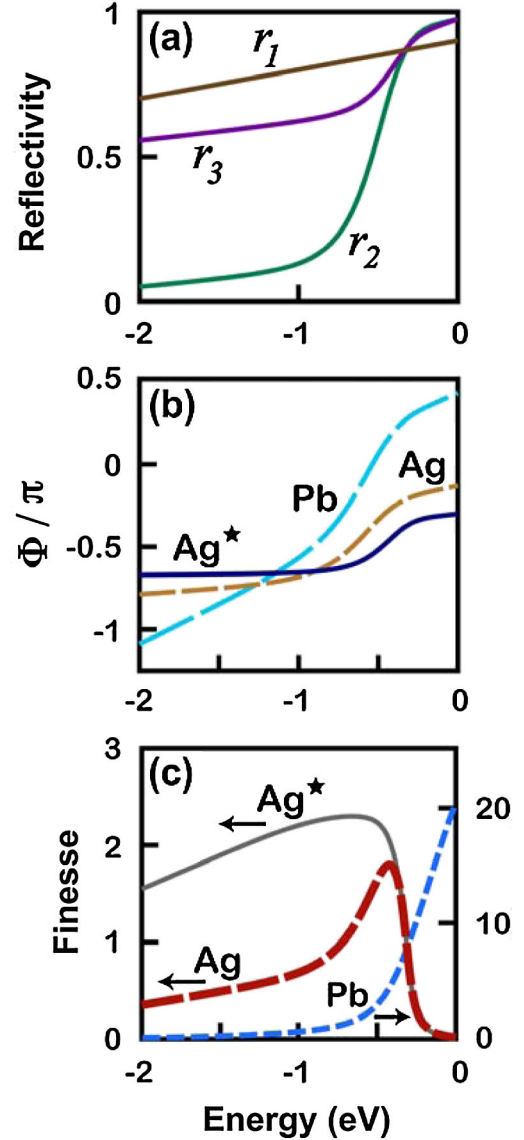 (a)
Reflectivity
1
0.5
0
r1
r3
r2
-2 -1 0
(b)
Φ / π
0.5
0
-0.5
-1
Pb
Ag
Ag★
-2 -1 0
(c)
Finesse
3
2
1
0
20
10
0
Ag★
Ag
Pb
-2 -1 0
Energy (eV)